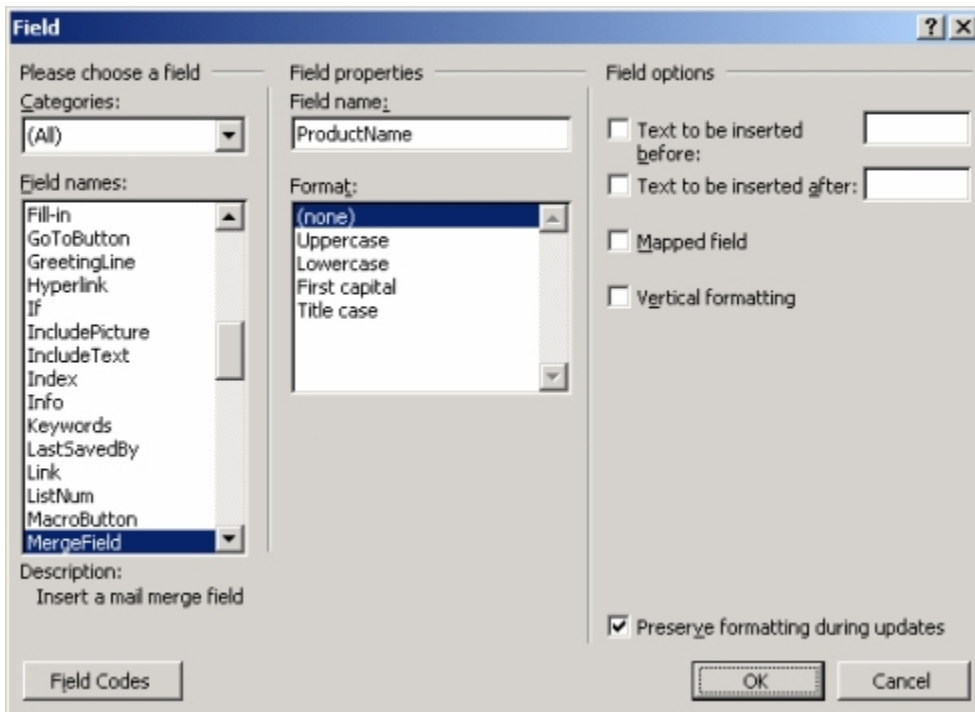 Field
Please choose a field
Categories:
(All)
Field names:
Fill-in
GoToButton
GreetingLine
Hyperlink
If
IncludePicture
IncludeText
Index
Info
Keywords
LastSavedBy
Link
ListNum
MacroButton
MergeField
Description:
Insert a mail merge field
Field Codes
Field properties
Field name:
ProductName
Format:
(none)
Uppercase
Lowercase
First capital
Title case
Field options
Text to be inserted
before:
Text to be inserted after:
Mapped field
Vertical formatting
Preserve formatting during updates
OK
Cancel